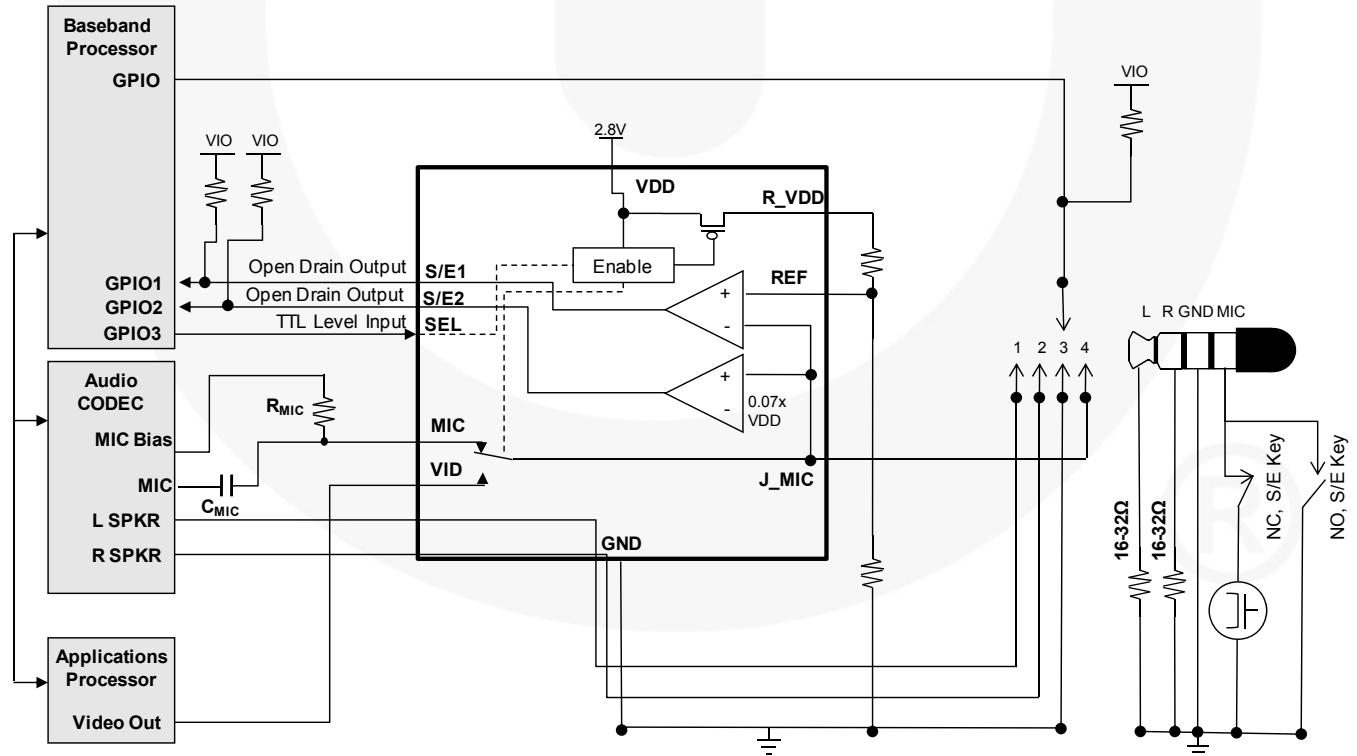 Baseband
Processor
GPIO
VIO
VIO VIO
2.8V
VDD
R_VDD
Enable
REF
Open Drain Output
S/E1
GPIO1
Open Drain Output
S/E2
GPIO2
TTL Level Input
SEL
GPIO3
+
-
+
-
0.07x
VDD
L R GND MIC
1 2 3 4
Audio
CODEC
RMIC
MIC Bias
MIC
VID
J_MIC
MIC
CMIC
L SPKR
R SPKR
GND
16-32Ω
16-32Ω
NC, S/E Key
NO, S/E Key
R
Applications
Processor
Video Out